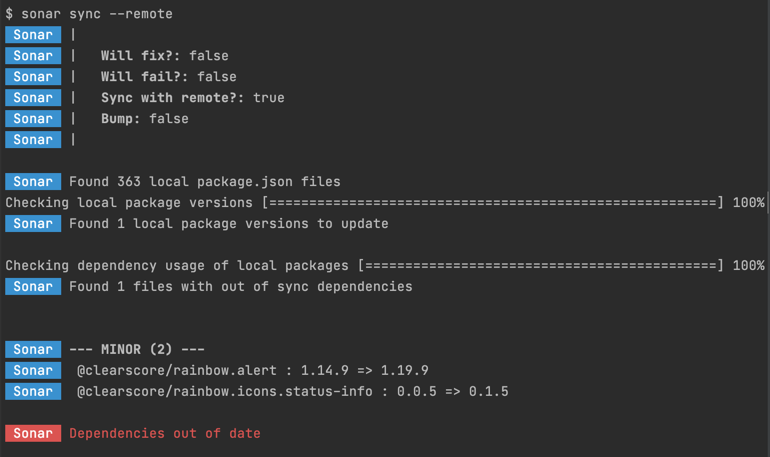 $ sonar sync --remote
Sonar |
Sonar |   Will fix?: false
Sonar |   Will fail?: false
Sonar |   Sync with remote?: true
Sonar |   Bump: false
Sonar |
Sonar Found 363 local package.json files
Checking local package versions [========================================================] 100%
Sonar Found 1 local package versions to update
Checking dependency usage of local packages [============================================] 100%
Sonar Found 1 files with out of sync dependencies
Sonar --- MINOR (2) ---
Sonar  @clearscore/rainbow.alert : 1.14.9 => 1.19.9
Sonar  @clearscore/rainbow.icons.status-info : 0.0.5 => 0.1.5
Sonar Dependencies out of date